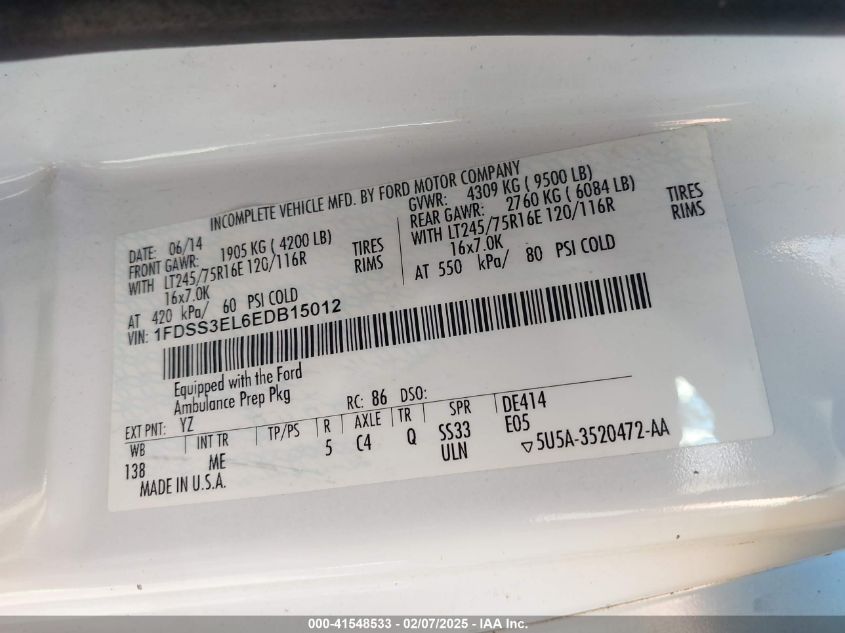 INCOMPLETE VEHICLE MFD. BY FORD MOTOR COMPANY
DATE: 06/14
FRONT GAWR: 1905 KG ( 4200 LB)
WITH LT245/75R16E 120/116R TIRES
16x7.0K RIMS
AT 420 kPa/ 60 PSI COLD
GVWR: 4309 KG ( 9500 LB)
REAR GAWR: 2760 KG ( 6084 LB)
WITH LT245/75R16E 120/116R TIRES
16x7.0K RIMS
AT 550 kPa/ 80 PSI COLD
VIN: 1FDSS3EL6EDB15012
Equipped with the Ford
Ambulance Prep Pkg
EXT PNT: YZ RC: 86 DSO:
WB INT TR TP/PS R AXLE TR SPR DE414
138 ME 5 C4 Q SS33 E05
ULN ▽5U5A-3520472-AA
MADE IN U.S.A.
000-41548533 - 02/07/2025 - IAA Inc.